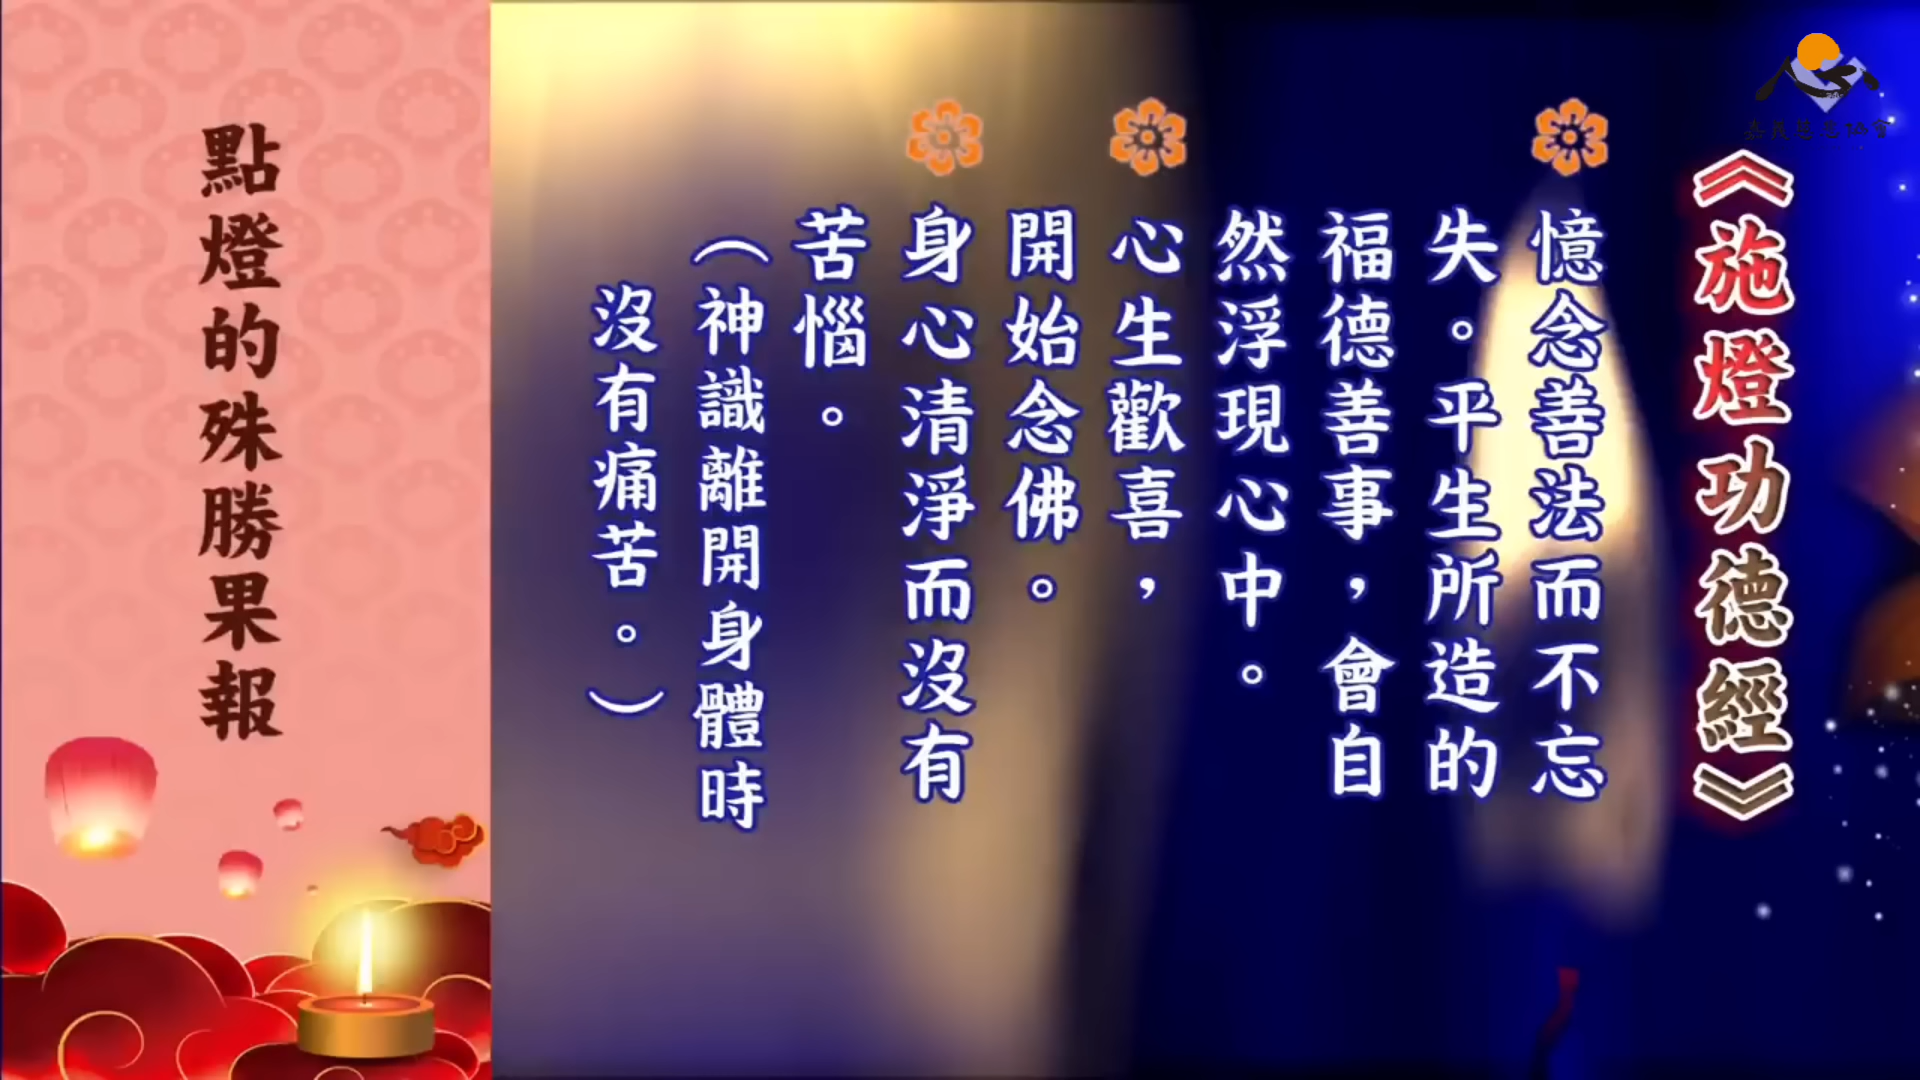 《施燈功德經》
憶念善法而不忘
失。平生所造的
福德善事，會自
然浮現心中。
心生歡喜，
開始念佛。
身心清淨而沒有
苦惱。
（神識離開身體時
沒有痛苦。）
點燈的殊勝果報